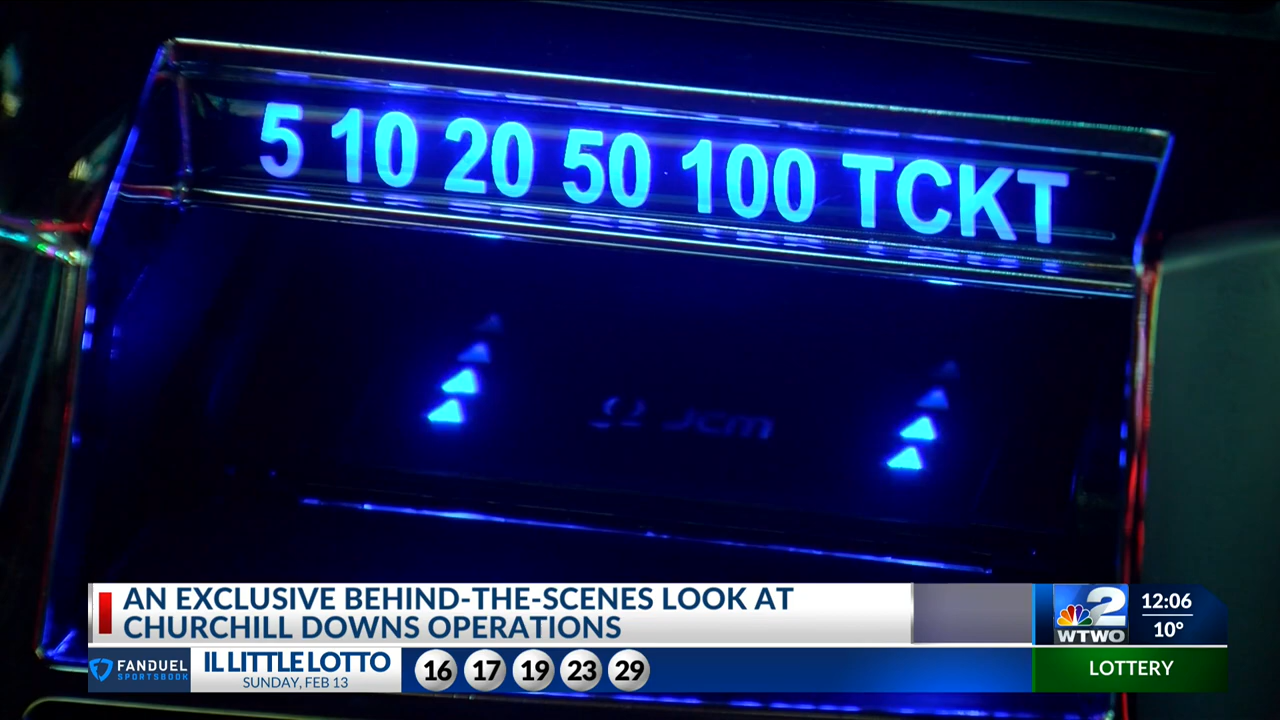 5 10 20 50 100 TCKT
JCM
AN EXCLUSIVE BEHIND-THE-SCENES LOOK AT
CHURCHILL DOWNS OPERATIONS
2
WTWO
12:06
10°
FANDUEL
SPORTSBOOK
IL LITTLE LOTTO
SUNDAY, FEB 13
16 17 19 23 29
LOTTERY